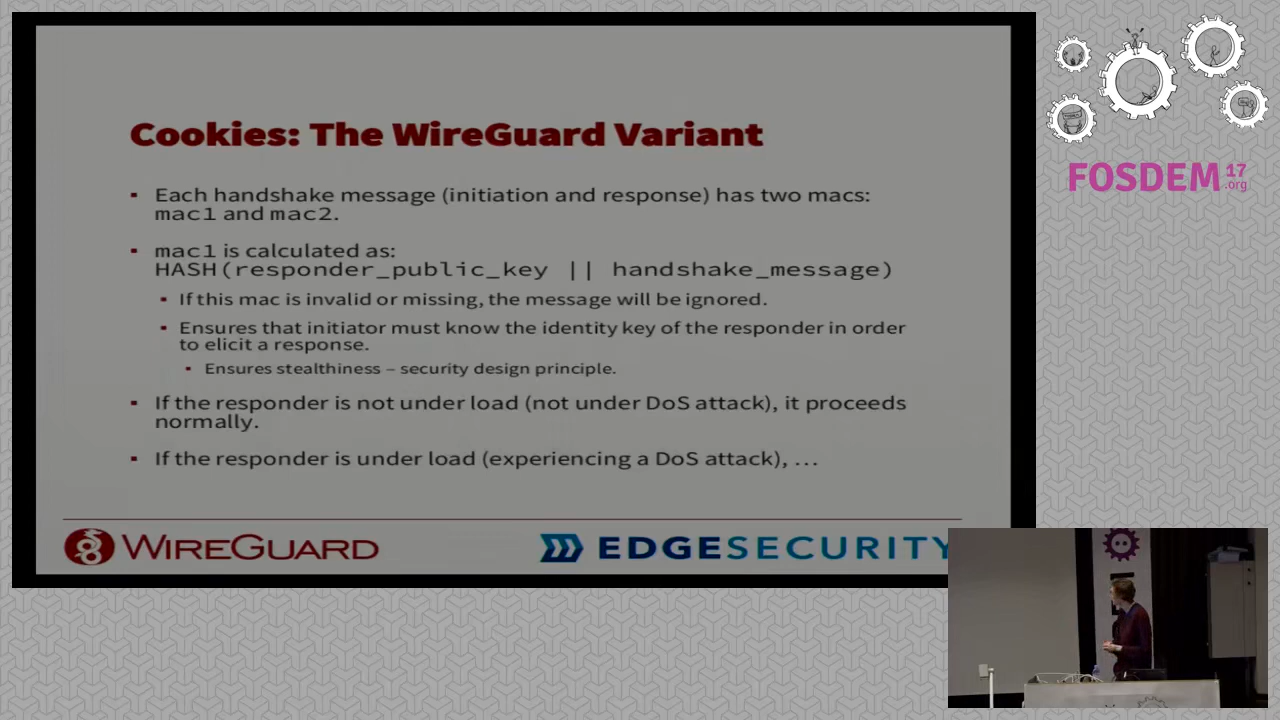 Cookies: The WireGuard Variant
Each handshake message (initiation and response) has two macs:
mac1 and mac2.
mac1 is calculated as:
HASH(responder_public_key || handshake_message)
If this mac is invalid or missing, the message will be ignored.
Ensures that initiator must know the identity key of the responder in order
to elicit a response.
Ensures stealthiness – security design principle.
If the responder is not under load (not under DoS attack), it proceeds
normally.
If the responder is under load (experiencing a DoS attack), …
WIREGUARD
EDGESECURITY
FOSDEM 17
.org